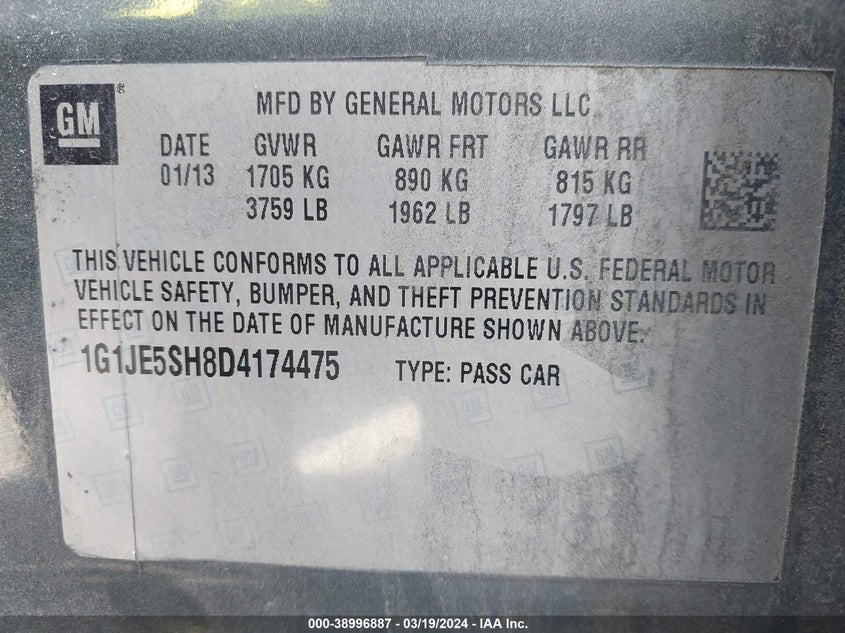 GM ®
MFD BY GENERAL MOTORS LLC
DATE GVWR GAWR FRT GAWR RR
01/13 1705 KG 890 KG 815 KG
3759 LB 1962 LB 1797 LB
THIS VEHICLE CONFORMS TO ALL APPLICABLE U.S. FEDERAL MOTOR
VEHICLE SAFETY, BUMPER, AND THEFT PREVENTION STANDARDS IN
EFFECT ON THE DATE OF MANUFACTURE SHOWN ABOVE.
1G1JE5SH8D4174475 TYPE: PASS CAR
000-38996887 - 03/19/2024 - IAA Inc.